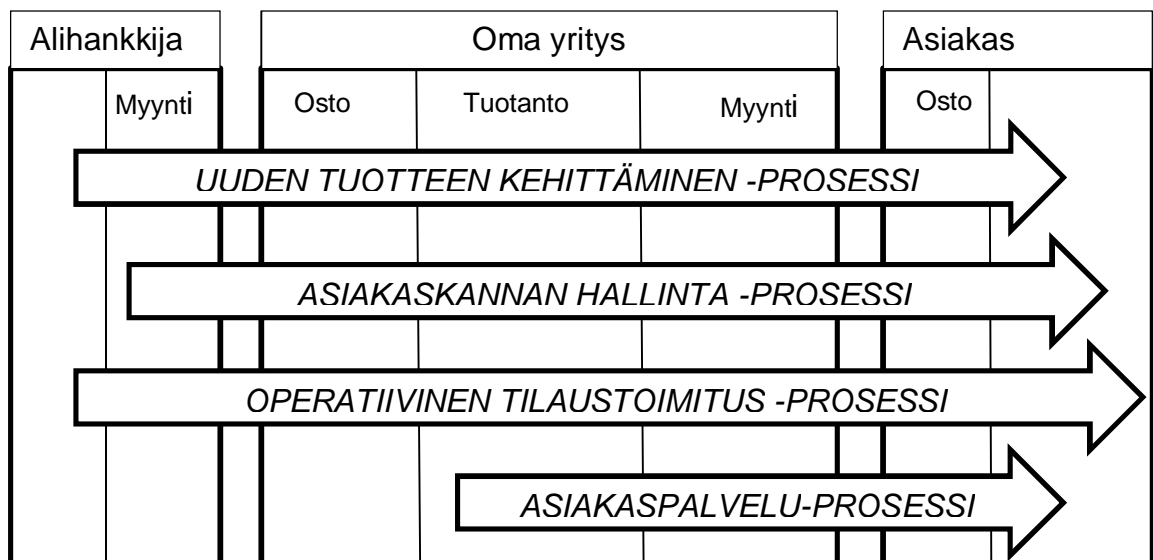 Alihankkija Oma yritys Asiakas
Myynti Osto Tuotanto Myynti Osto
UUDEN TUOTTEEN KEHITTÄMINEN -PROSESSI
ASIAKASKANNAN HALLINTA -PROSESSI
OPERATIIVINEN TILAUSTOIMITUS -PROSESSI
ASIAKASPALVELU-PROSESSI